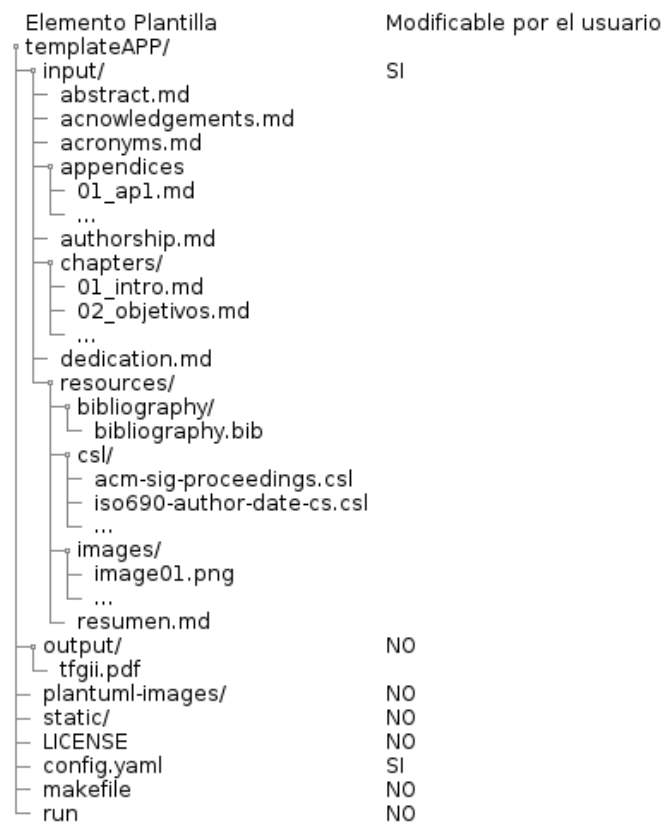 Elemento Plantilla Modificable por el usuario
templateAPP/
input/ SI
abstract.md
acnowledgements.md
acronyms.md
appendices
01_ap1.md
...
authorship.md
chapters/
01_intro.md
02_objetivos.md
...
dedication.md
resources/
bibliography/
bibliography.bib
csl/
acm-sig-proceedings.csl
iso690-author-date-cs.csl
...
images/
image01.png
...
resumen.md
output/ NO
tfgii.pdf
plantuml-images/ NO
static/ NO
LICENSE NO
config.yaml SI
makefile NO
run NO